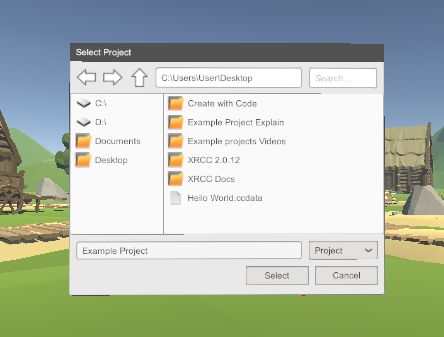 Select Project
C:\Users\User\Desktop
Search...
C:\
D:\
Documents
Desktop
Create with Code
Example Project Explain
Example projects Videos
XRCC 2.0.12
XRCC Docs
Hello World.ccdata
Example Project
Project
Select
Cancel